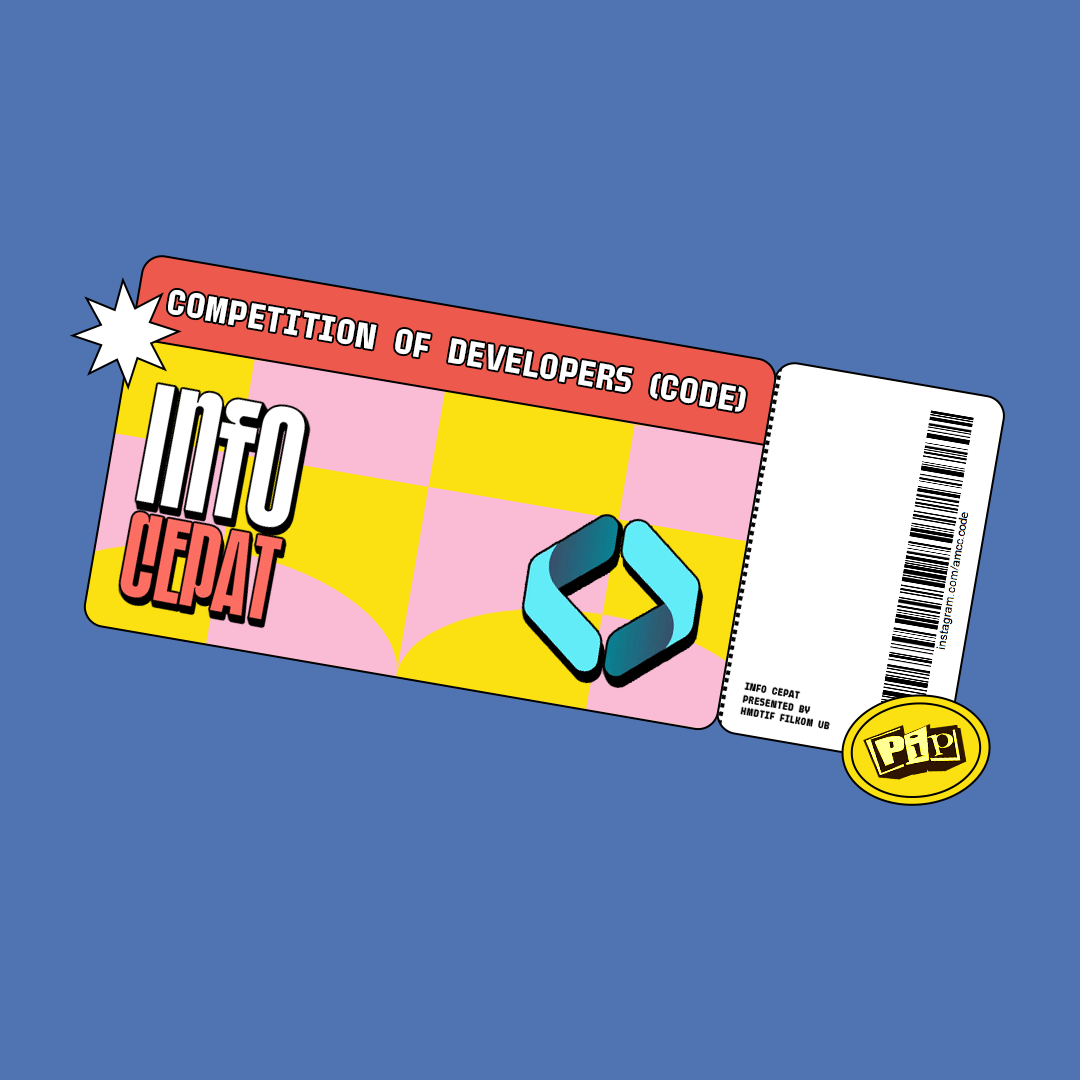 COMPETITION OF DEVELOPERS (CODE)
INFO
CEPAT
instagram.com/amcc.code
INFO CEPAT
PRESENTED BY
HMDTIF FILKOM UB
PiP